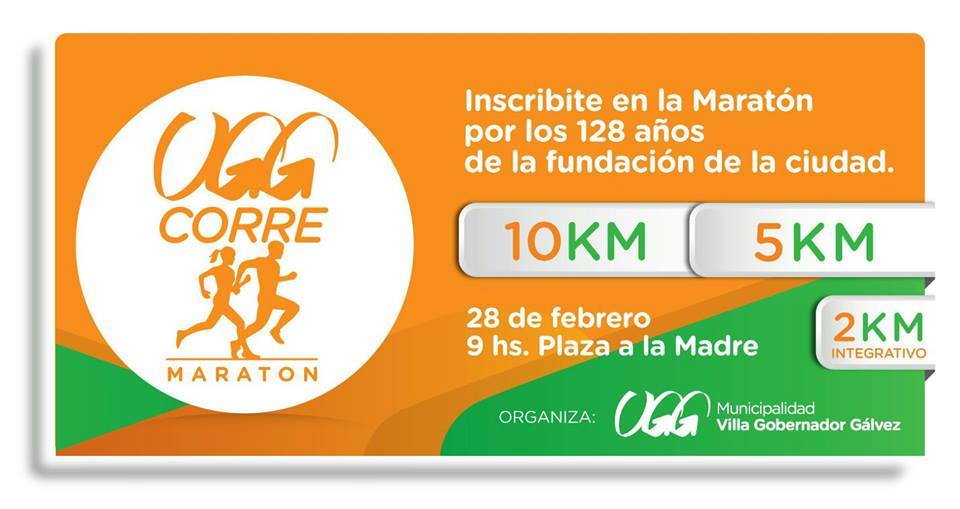 VGG
CORRE
MARATON
Inscribite en la Maratón
por los 128 años
de la fundación de la ciudad.
10KM
5KM
28 de febrero
9 hs. Plaza a la Madre
2KM
INTEGRATIVO
ORGANIZA:
VGG
Municipalidad
Villa Gobernador Gálvez